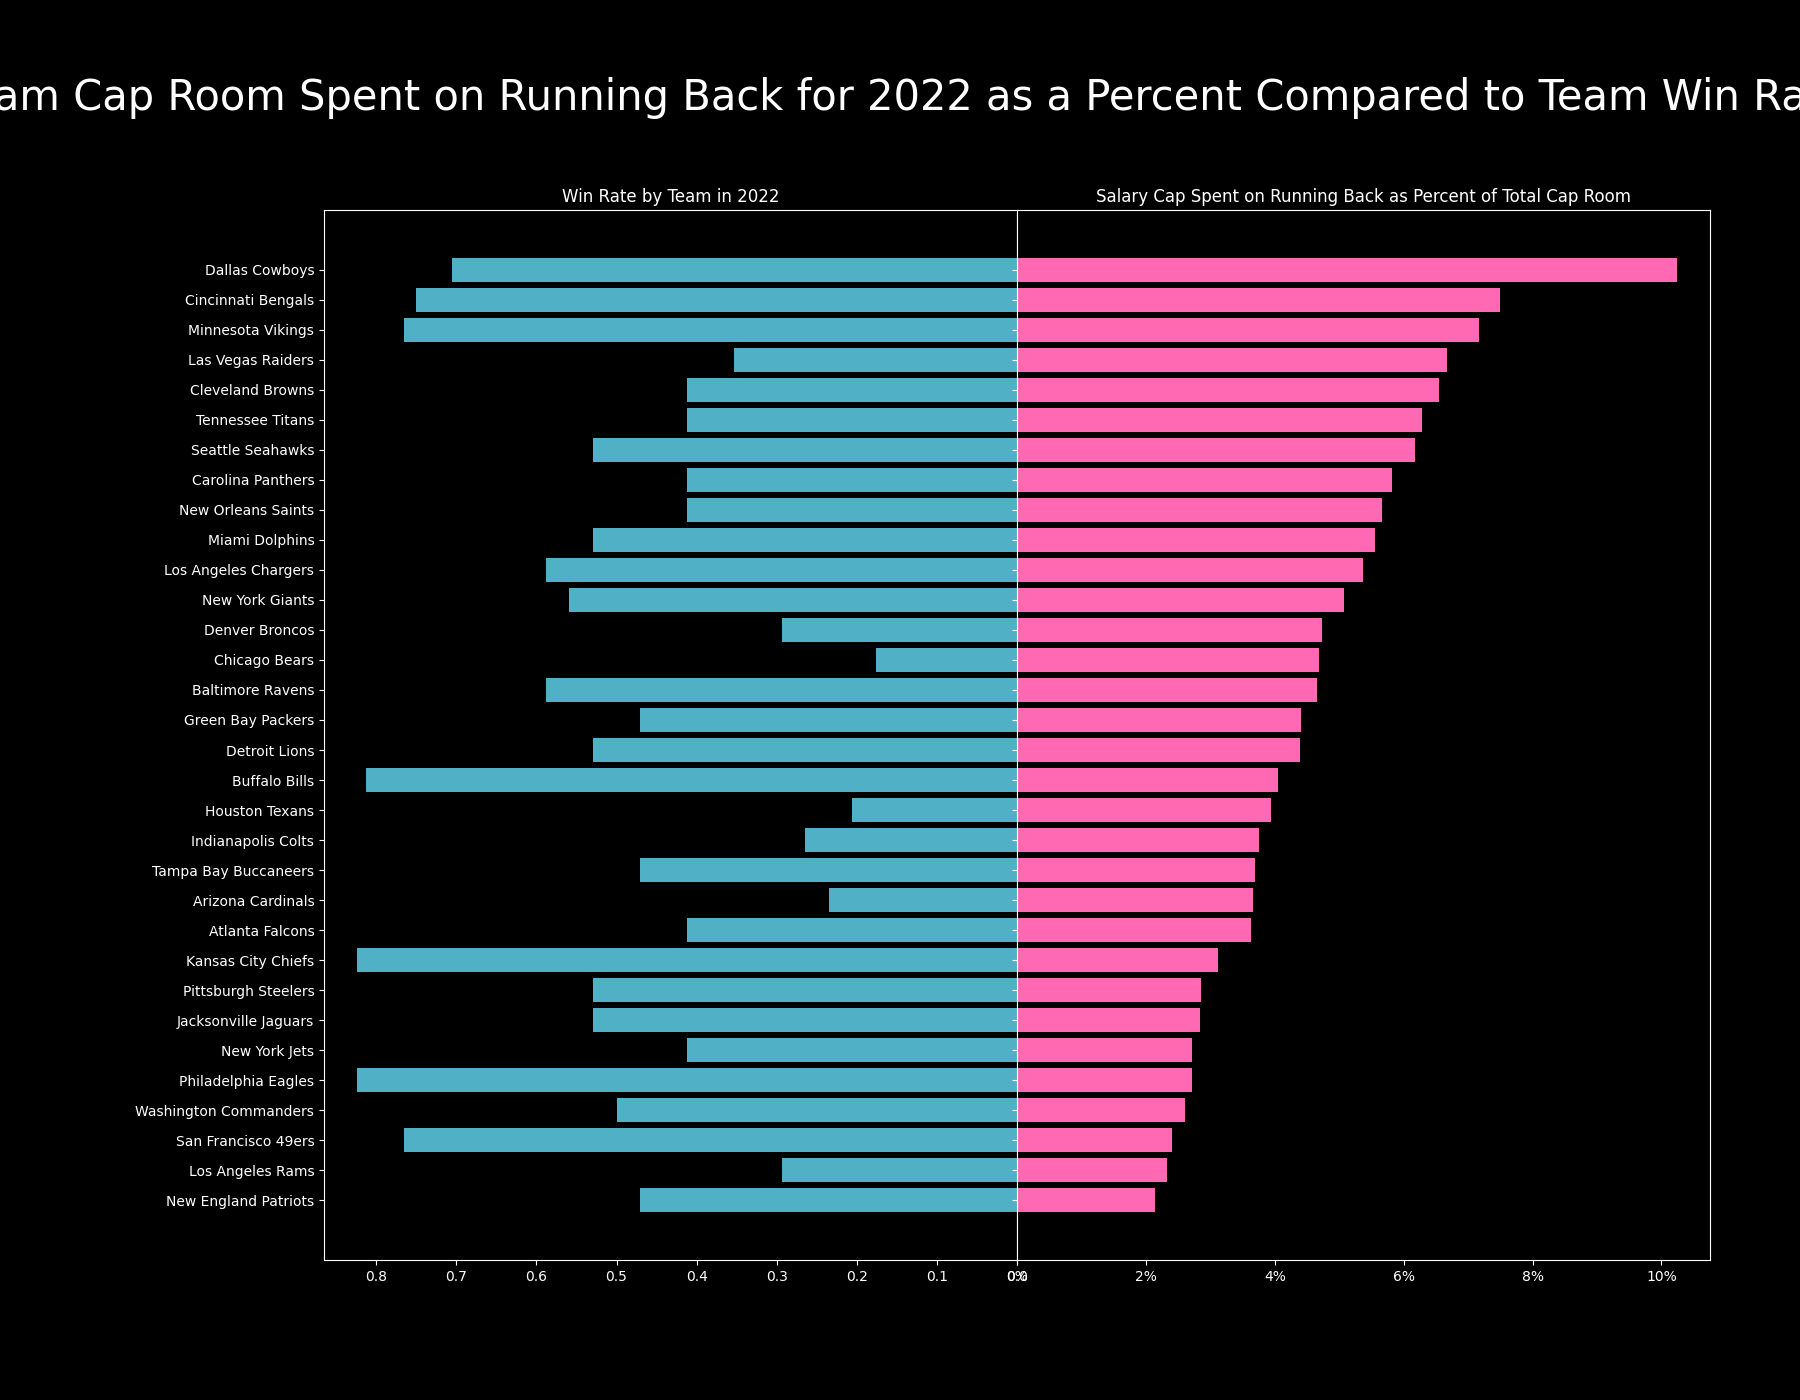 am Cap Room Spent on Running Back for 2022 as a Percent Compared to Team Win Ra
Win Rate by Team in 2022
Salary Cap Spent on Running Back as Percent of Total Cap Room
Dallas Cowboys
Cincinnati Bengals
Minnesota Vikings
Las Vegas Raiders
Cleveland Browns
Tennessee Titans
Seattle Seahawks
Carolina Panthers
New Orleans Saints
Miami Dolphins
Los Angeles Chargers
New York Giants
Denver Broncos
Chicago Bears
Baltimore Ravens
Green Bay Packers
Detroit Lions
Buffalo Bills
Houston Texans
Indianapolis Colts
Tampa Bay Buccaneers
Arizona Cardinals
Atlanta Falcons
Kansas City Chiefs
Pittsburgh Steelers
Jacksonville Jaguars
New York Jets
Philadelphia Eagles
Washington Commanders
San Francisco 49ers
Los Angeles Rams
New England Patriots
0.8 0.7 0.6 0.5 0.4 0.3 0.2 0.1 0.0
0% 2% 4% 6% 8% 10%